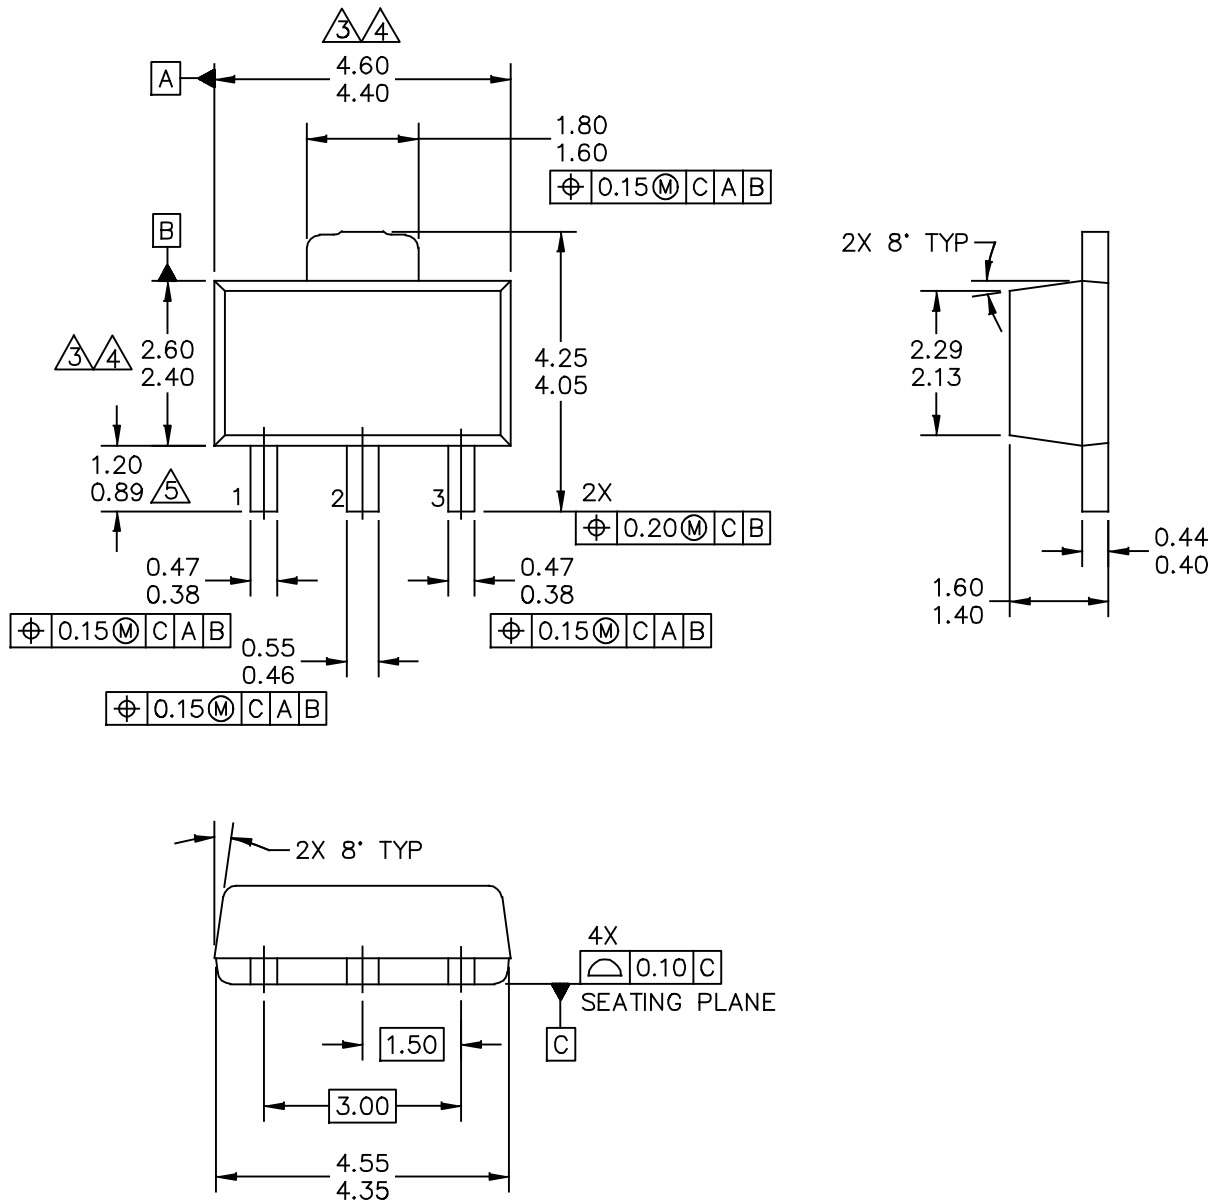 3 4
4.60
4.40
A
1.80
1.60
⌖ 0.15 Ⓜ C A B
B
2X 8° TYP
3 4
2.60
2.40
4.25
4.05
2.29
2.13
1.20
0.89 5
1
2
3
2X
⌖ 0.20 Ⓜ C B
0.47
0.38
⌖ 0.15 Ⓜ C A B
0.47
0.38
⌖ 0.15 Ⓜ C A B
0.44
0.40
1.60
1.40
0.55
0.46
⌖ 0.15 Ⓜ C A B
2X 8° TYP
4X
⌓ 0.10 C
SEATING PLANE
C
1.50
3.00
4.55
4.35